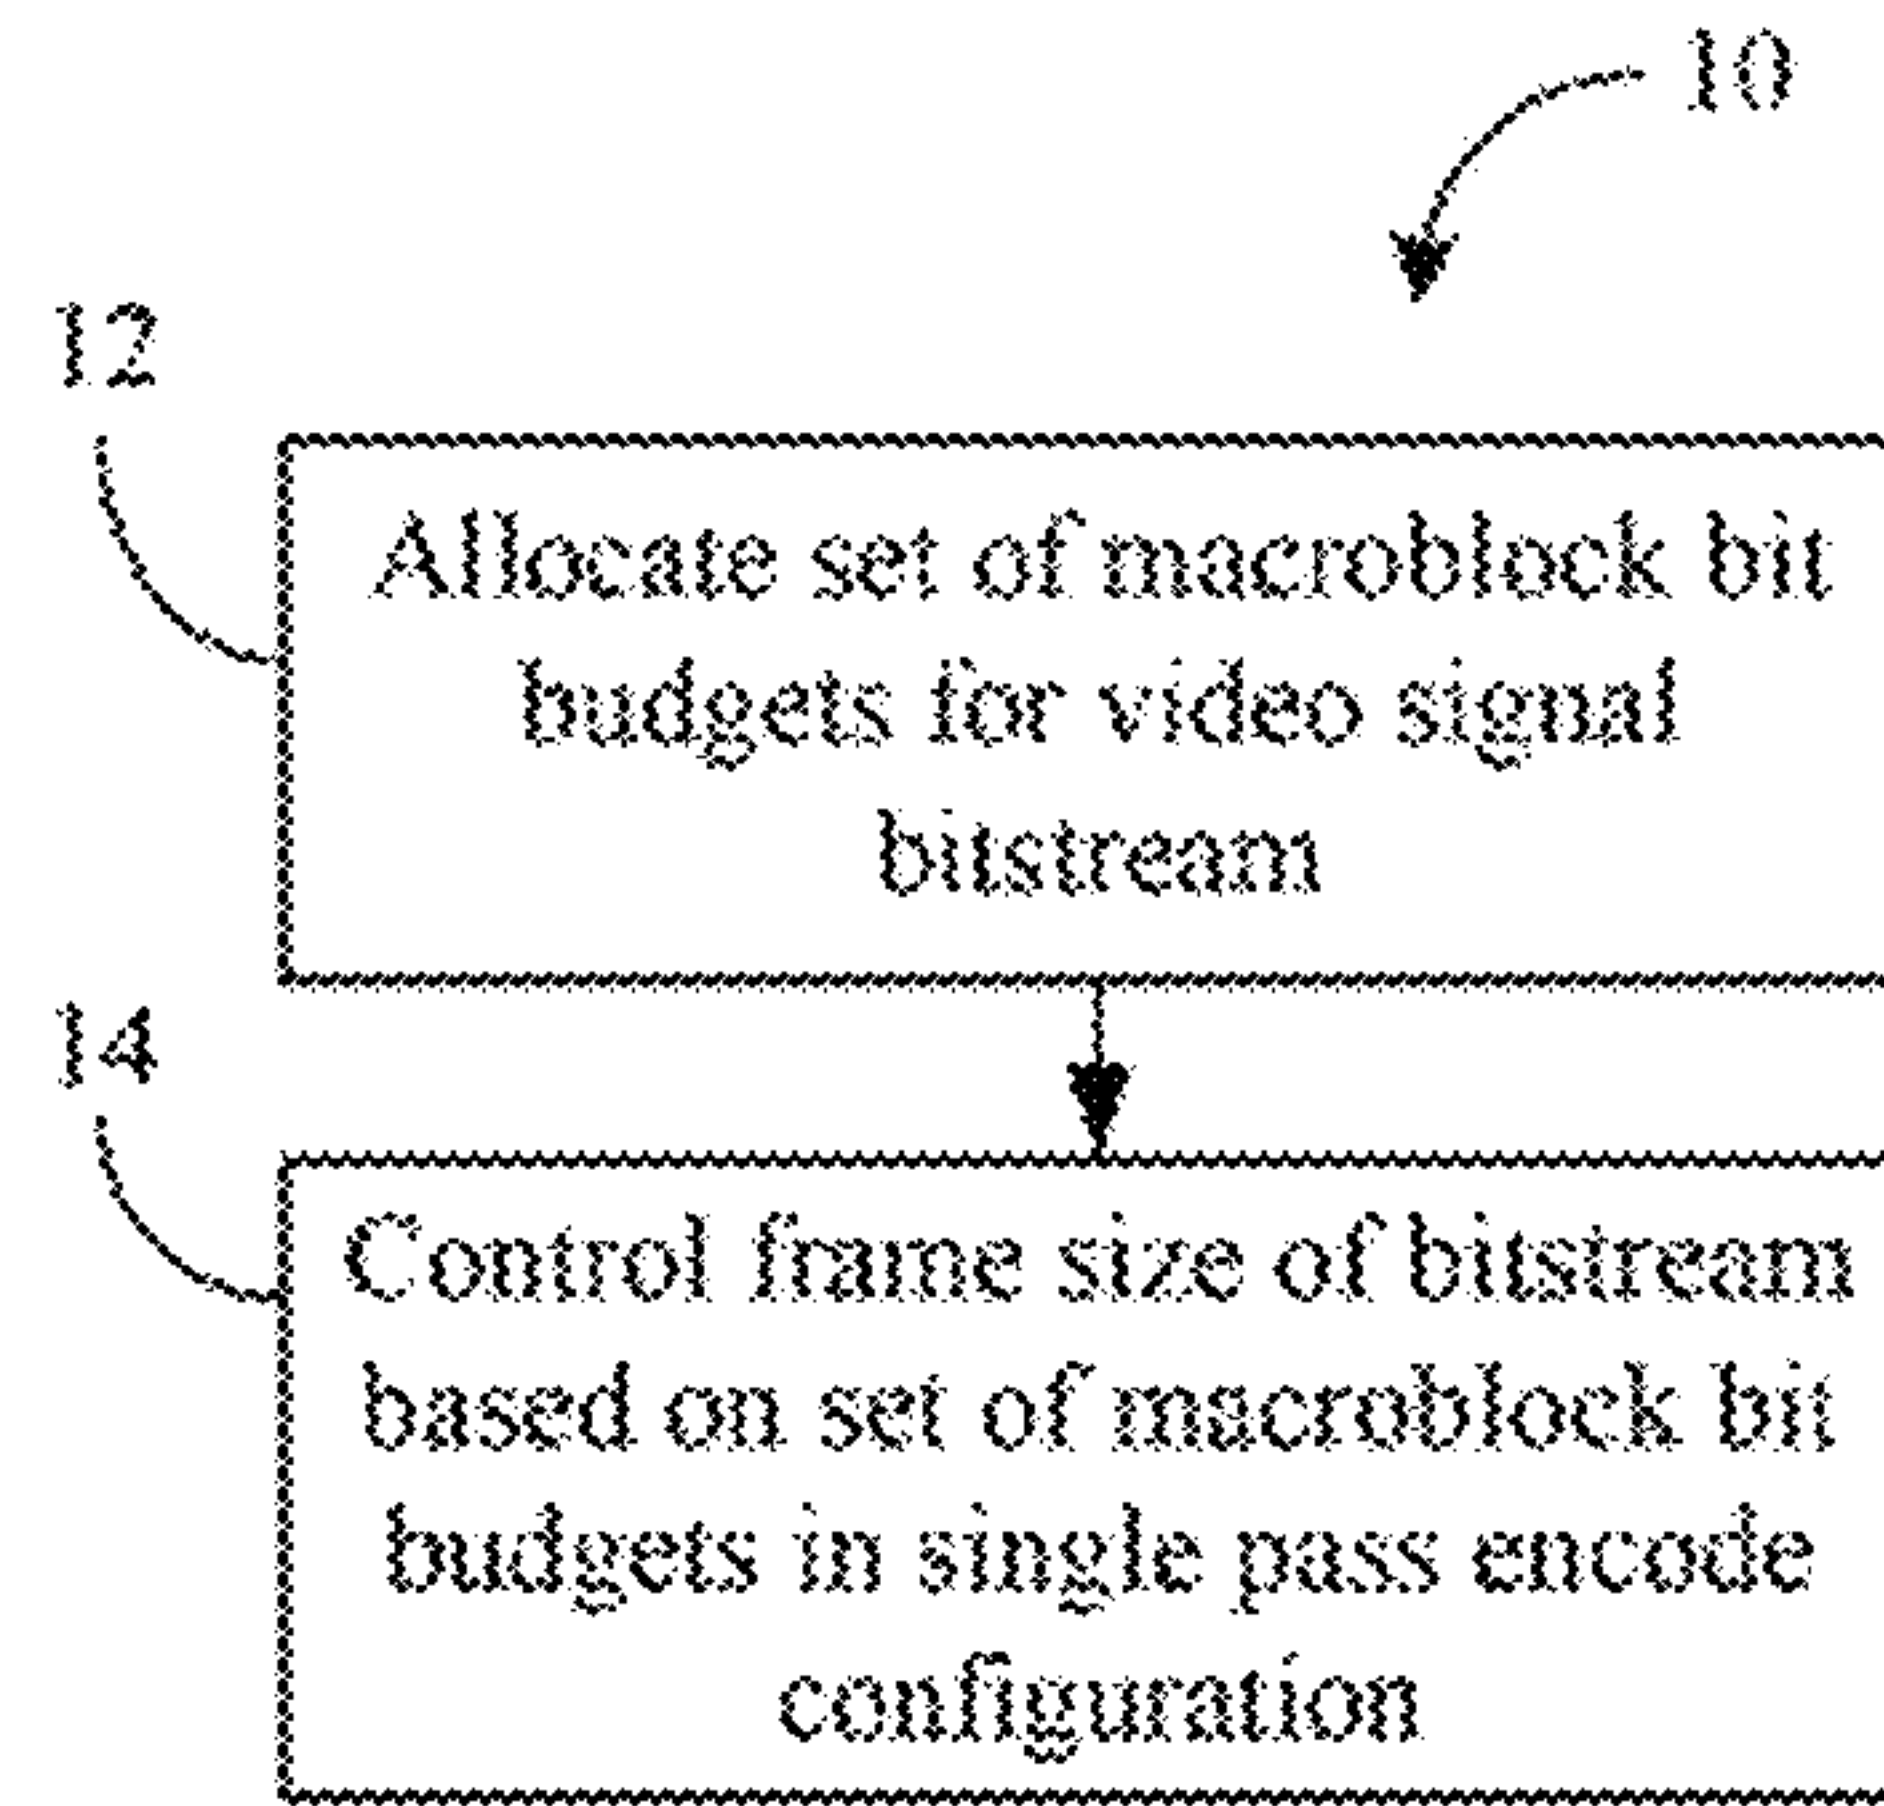 10
12
Allocate set of macroblock bit
budgets for video signal
bitstream
14
Control frame size of bitstream
based on set of macroblock bit
budgets in single pass encode
configuration